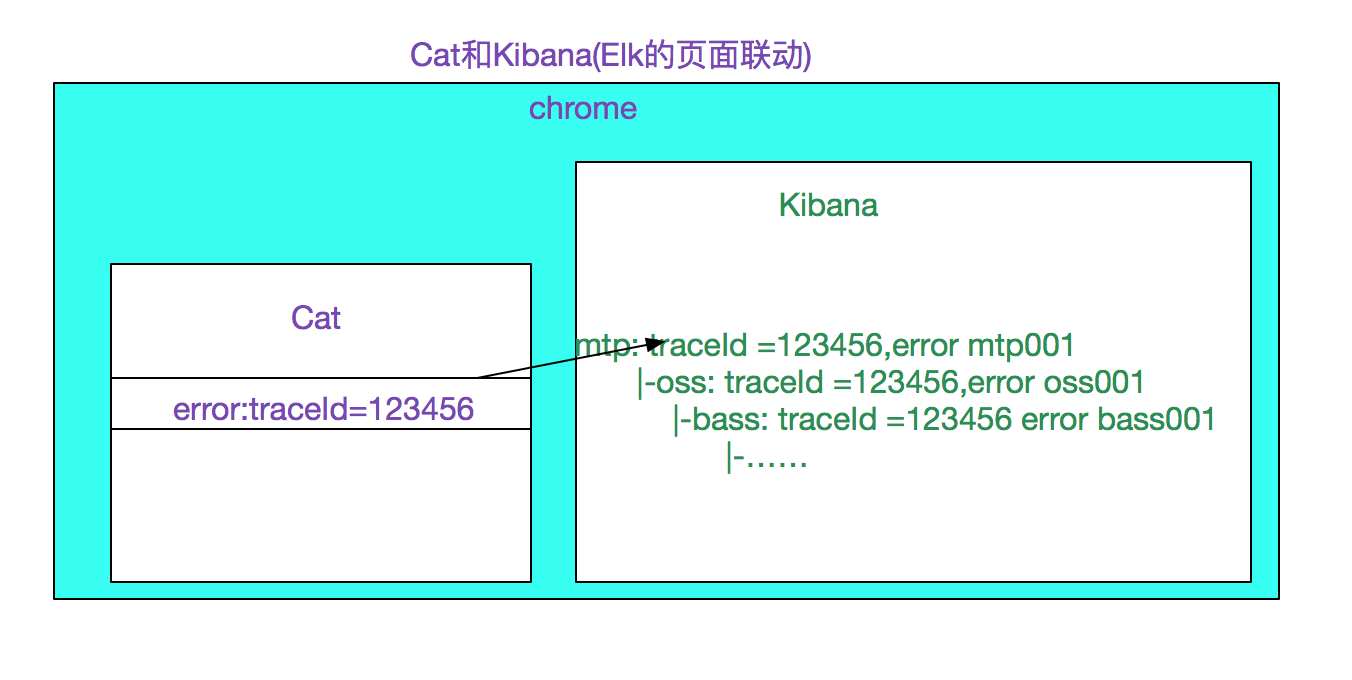 Cat和Kibana(Elk的页面联动)
chrome
Kibana
Cat
mtp: traceId =123456,error mtp001
|-oss: traceId =123456,error oss001
|-bass: traceId =123456 error bass001
|-……
error:traceId=123456